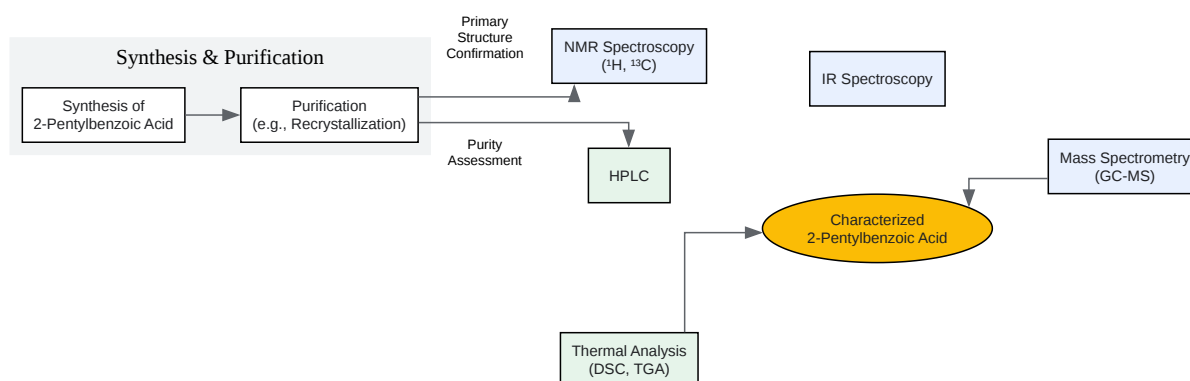 Primary
Structure
Confirmation
NMR Spectroscopy
(¹H, ¹³C)
Synthesis & Purification
IR Spectroscopy
Synthesis of
2-Pentylbenzoic Acid
Purification
(e.g., Recrystallization)
Purity
Assessment
HPLC
Mass Spectrometry
(GC-MS)
Characterized
2-Pentylbenzoic Acid
Thermal Analysis
(DSC, TGA)